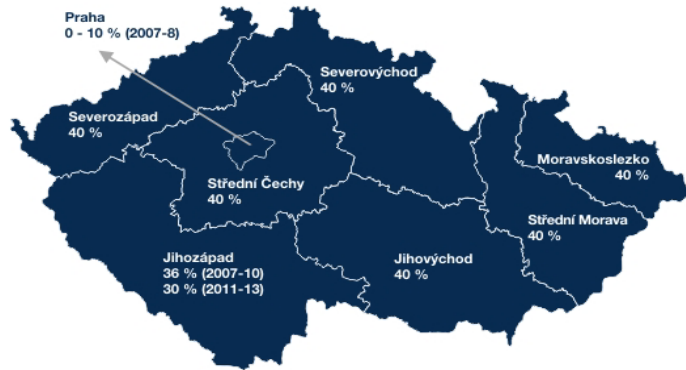 Praha
0 - 10 % (2007-8)
Severovýchod
40 %
Severozápad
40 %
Moravskoslezko
40 %
Střední Čechy
40 %
Střední Morava
40 %
Jihozápad
36 % (2007-10)
30 % (2011-13)
Jihovýchod
40 %